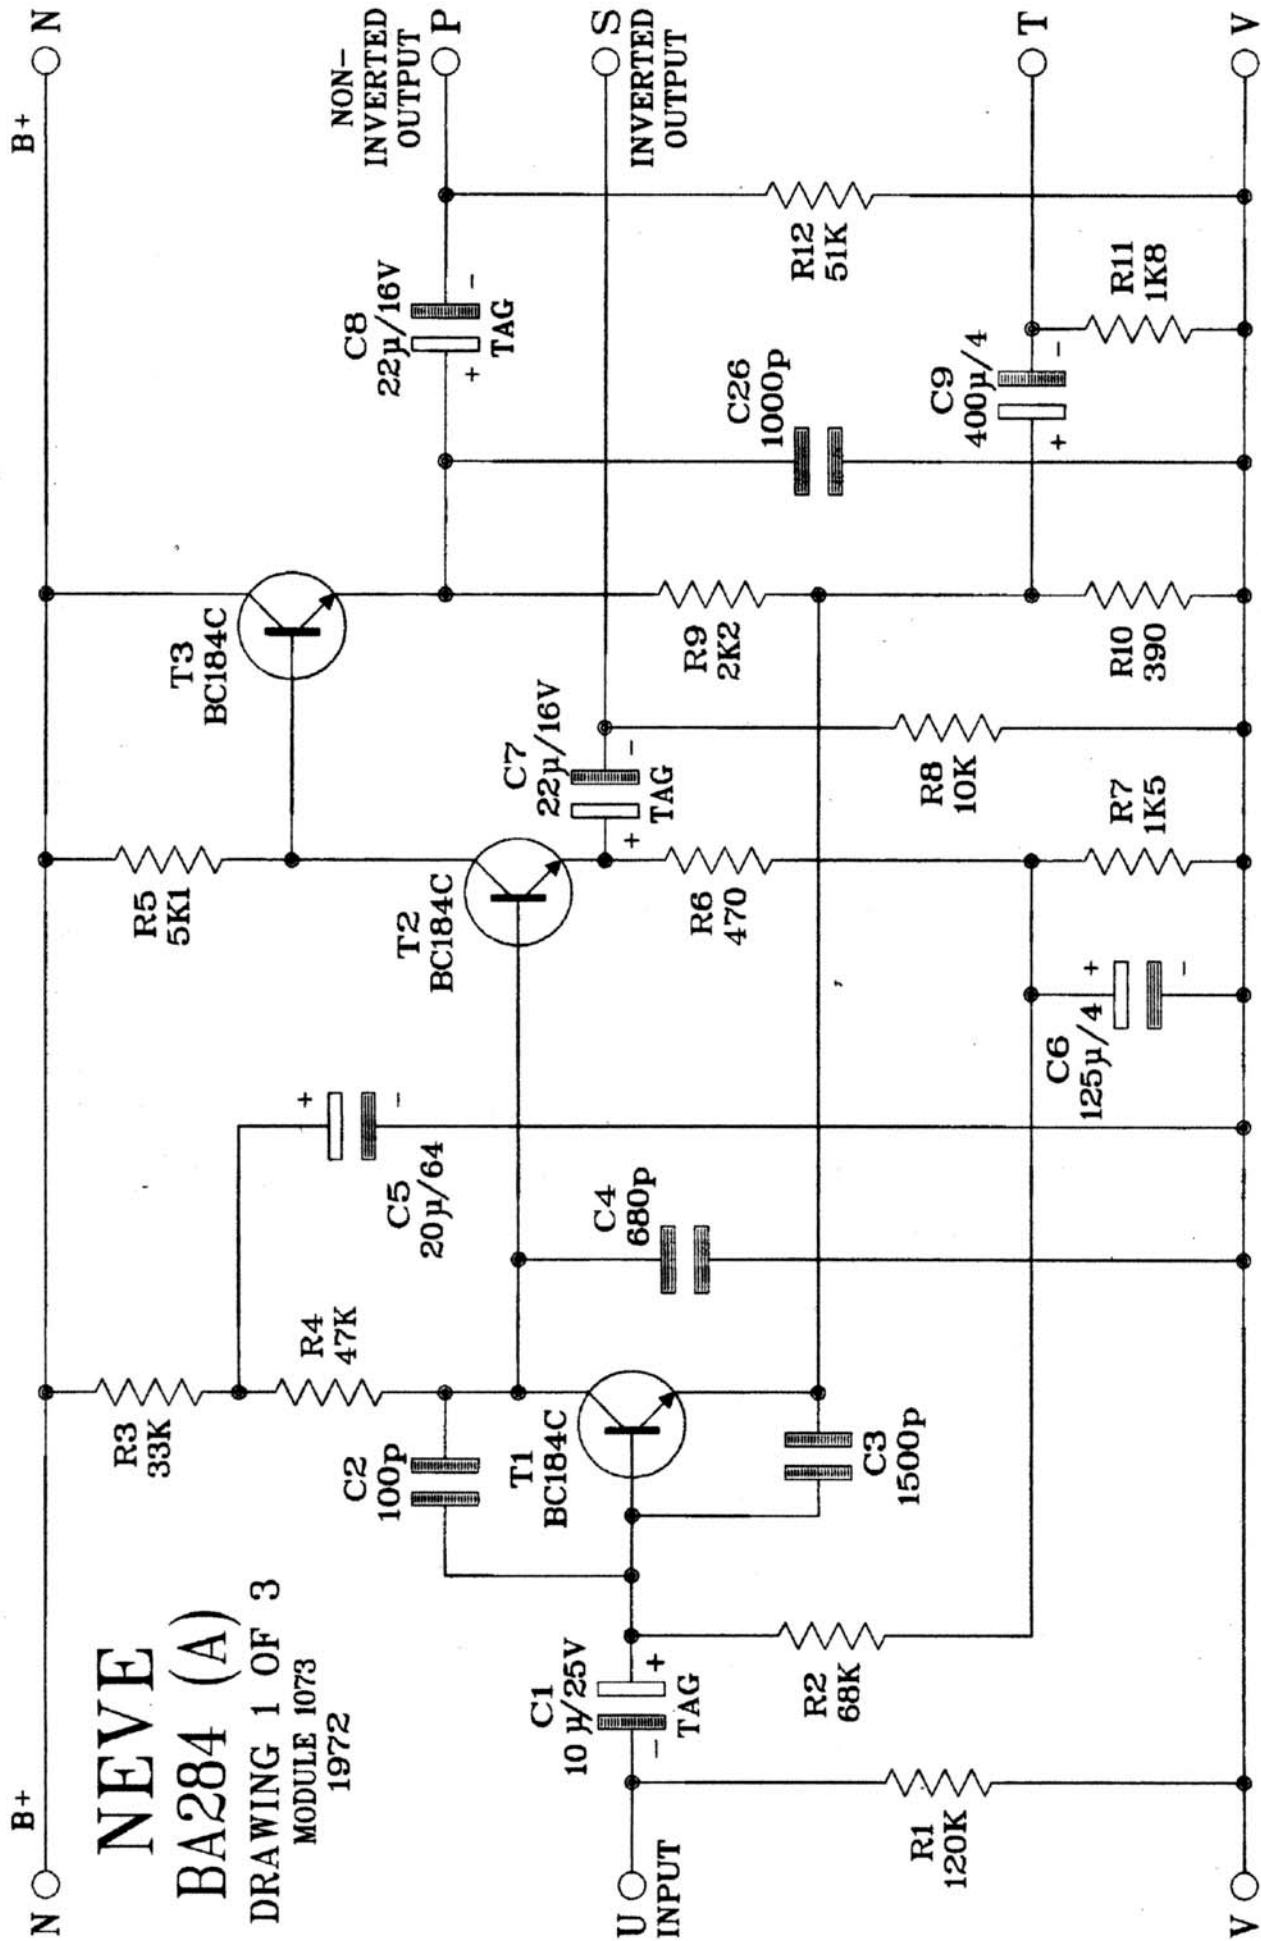 N
B+
B+
N
NEVE
BA284 (A)
DRAWING 1 OF 3
MODULE 1073
1972
R3
33K
R4
47K
C2
100p
T1
BC184C
C3
1500p
C1
10µ/25V
-
+
TAG
R2
68K
R1
120K
U
INPUT
C5
20µ/64
+
-
C4
680p
R5
5K1
T2
BC184C
C6
125µ/4
+
-
R6
470
R7
1K5
C7
22µ/16V
+
-
TAG
R8
10K
T3
BC184C
R9
2K2
R10
390
C8
22µ/16V
+
-
TAG
C26
1000p
C9
400µ/4
+
-
R12
51K
R11
1K8
NON-
INVERTED
OUTPUT
P
S
INVERTED
OUTPUT
T
V
V